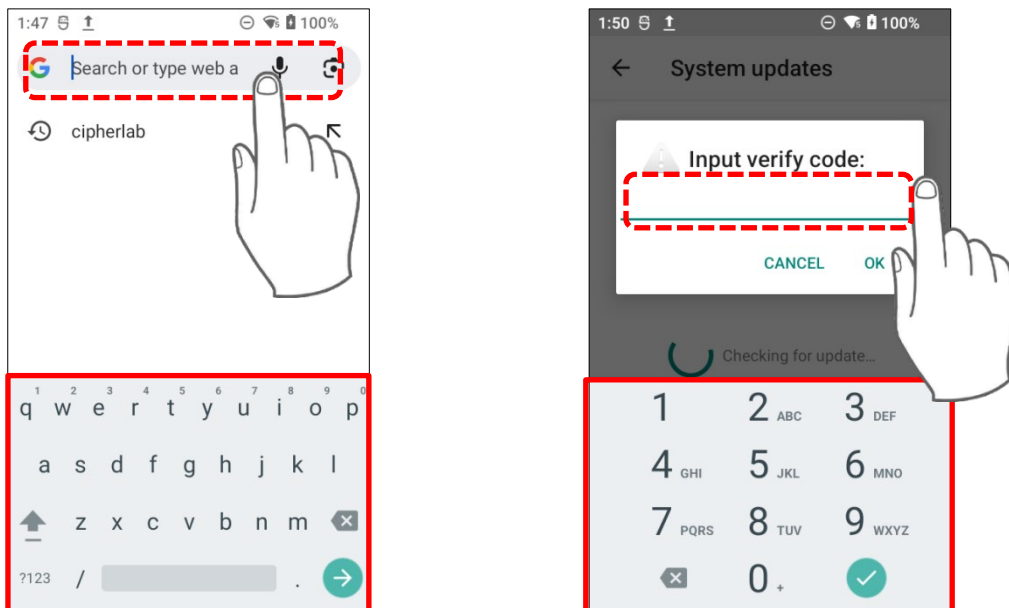 1:47 100%
Search or type web a
cipherlab
1 2 3 4 5 6 7 8 9 0
q w e r t y u i o p
a s d f g h j k l
z x c v b n m
?123 / .
1:50 100%
System updates
Input verify code:
CANCEL OK
Checking for update...
1 2 ABC 3 DEF
4 GHI 5 JKL 6 MNO
7 PQRS 8 TUV 9 WXYZ
0 +